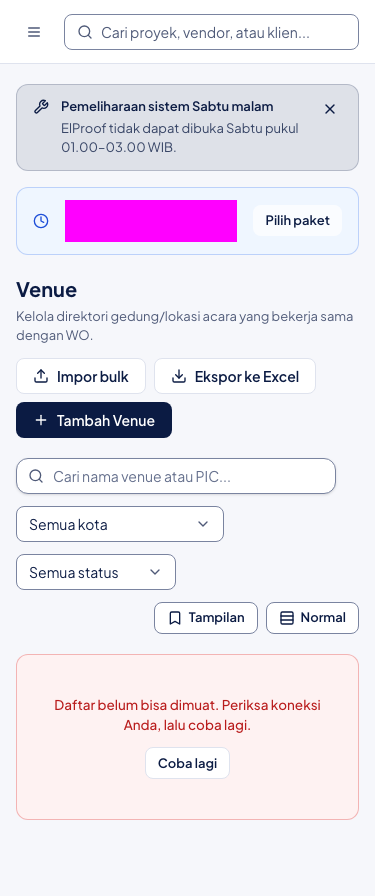 Cari proyek, vendor, atau klien...
Pemeliharaan sistem Sabtu malam
ElProof tidak dapat dibuka Sabtu pukul
01.00–03.00 WIB.
Pilih paket
Venue
Kelola direktori gedung/lokasi acara yang bekerja sama
dengan WO.
Impor bulk
Ekspor ke Excel
Tambah Venue
Cari nama venue atau PIC...
Semua kota
Semua status
Tampilan
Normal
Daftar belum bisa dimuat. Periksa koneksi
Anda, lalu coba lagi.
Coba lagi